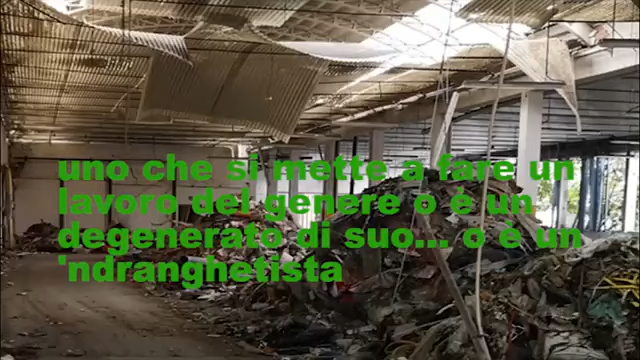 uno che si mette a fare un
lavoro del genere o è un
degenerato di suo... o è un
'ndranghetista